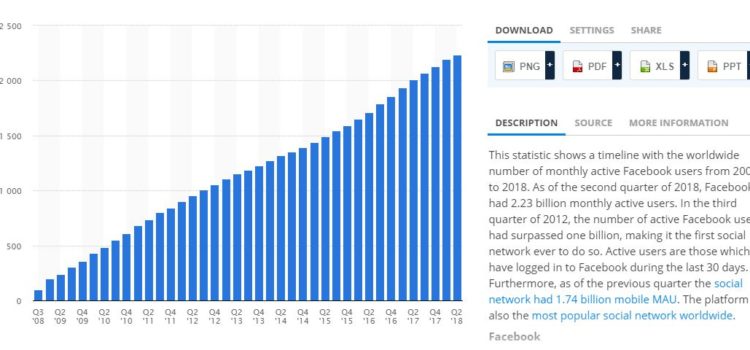 2 500
2 000
1 500
1 000
500
0
Q3 '08
Q2 '09
Q4 '09
Q2 '10
Q4 '10
Q2 '11
Q4 '11
Q2 '12
Q4 '12
Q2 '13
Q4 '13
Q2 '14
Q4 '14
Q2 '15
Q4 '15
Q2 '16
Q4 '16
Q2 '17
Q4 '17
Q2 '18
DOWNLOAD SETTINGS SHARE
PNG + PDF + XLS + PPT
DESCRIPTION SOURCE MORE INFORMATION
This statistic shows a timeline with the worldwide
number of monthly active Facebook users from 200
to 2018. As of the second quarter of 2018, Facebook
had 2.23 billion monthly active users. In the third
quarter of 2012, the number of active Facebook use
had surpassed one billion, making it the first social
network ever to do so. Active users are those which
have logged in to Facebook during the last 30 days.
Furthermore, as of the previous quarter the social
network had 1.74 billion mobile MAU. The platform
also the most popular social network worldwide.
Facebook